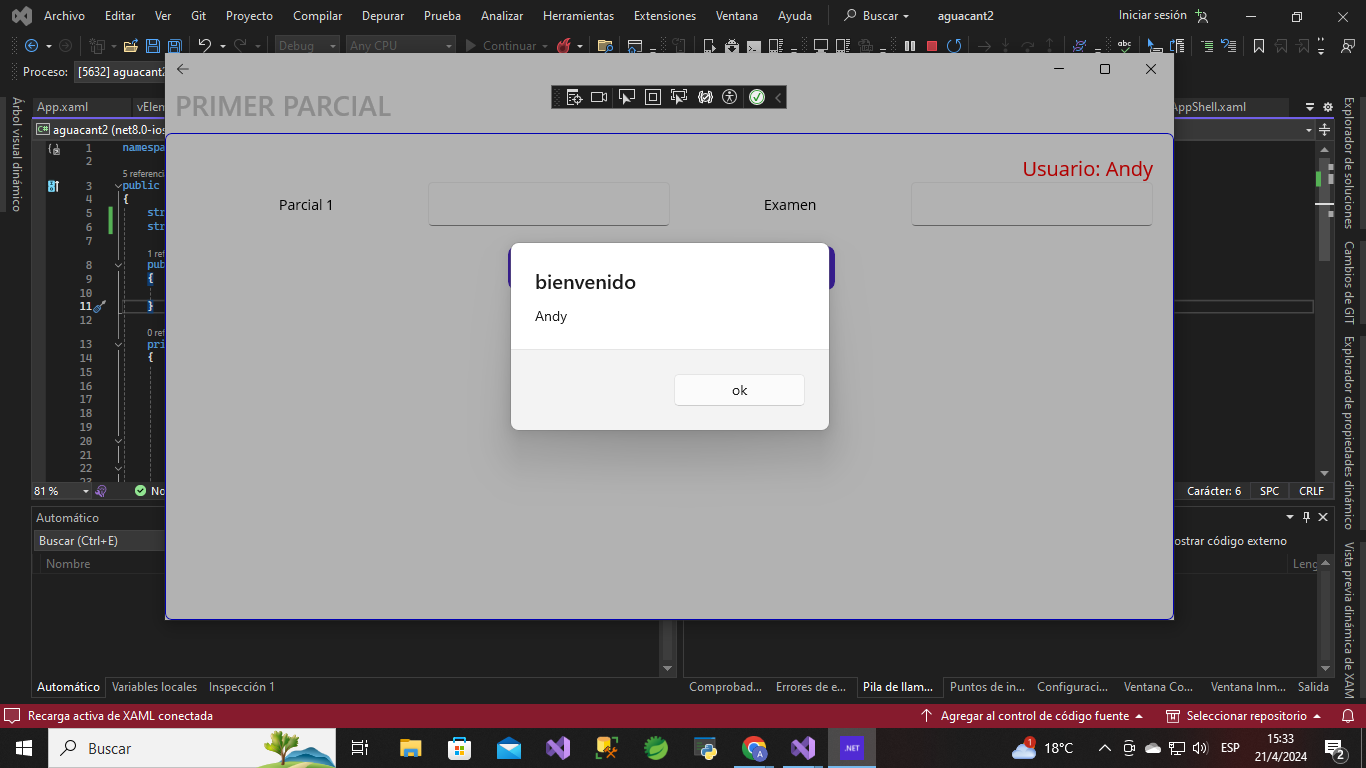 Archivo Editar Ver Git Proyecto Compilar Depurar Prueba Analizar Herramientas Extensiones Ventana Ayuda Buscar aguacant2 Iniciar sesión
Debug Any CPU Continuar
Proceso: [5632] aguacant2
App.xaml vElem AppShell.xaml
PRIMER PARCIAL
C# aguacant2 (net8.0-ios
Árbol visual dinámico
1 namespa
2
5 referenci
3 public
4 {
5 str
6 str
7
1 ref
8 pub
9 {
10
11 }
12
0 ref
13 pri
14 {
15
16
17
18
19
20
21
22
Usuario: Andy
Parcial 1 Examen
bienvenido
Andy
ok
Explorador de soluciones
Cambios de GIT
Explorador de propiedades dinámico
Vista previa dinámica de XAM
81 % No Carácter: 6 SPC CRLF
Automático
Buscar (Ctrl+E) ostrar código externo
Nombre Leng
Automático Variables locales Inspección 1 Comprobad... Errores de e... Pila de llam... Puntos de in... Configuraci... Ventana Co... Ventana Inm... Salida
Recarga activa de XAML conectada Agregar al control de código fuente Seleccionar repositorio
Buscar .NET 18°C ESP 15:33
21/4/2024 2